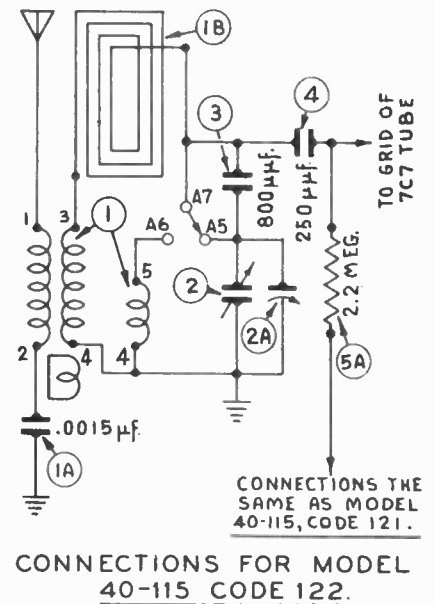 1B
4
3
TO GRID OF
7C7 TUBE
800μμf.
250μμf.
A7
1
3
1
A6
A5
5
2
2A
2.2 MEG.
5A
2
4
4
.0015μf.
1A
CONNECTIONS THE
SAME AS MODEL
40-115, CODE 121.
CONNECTIONS FOR MODEL
40-115 CODE 122.